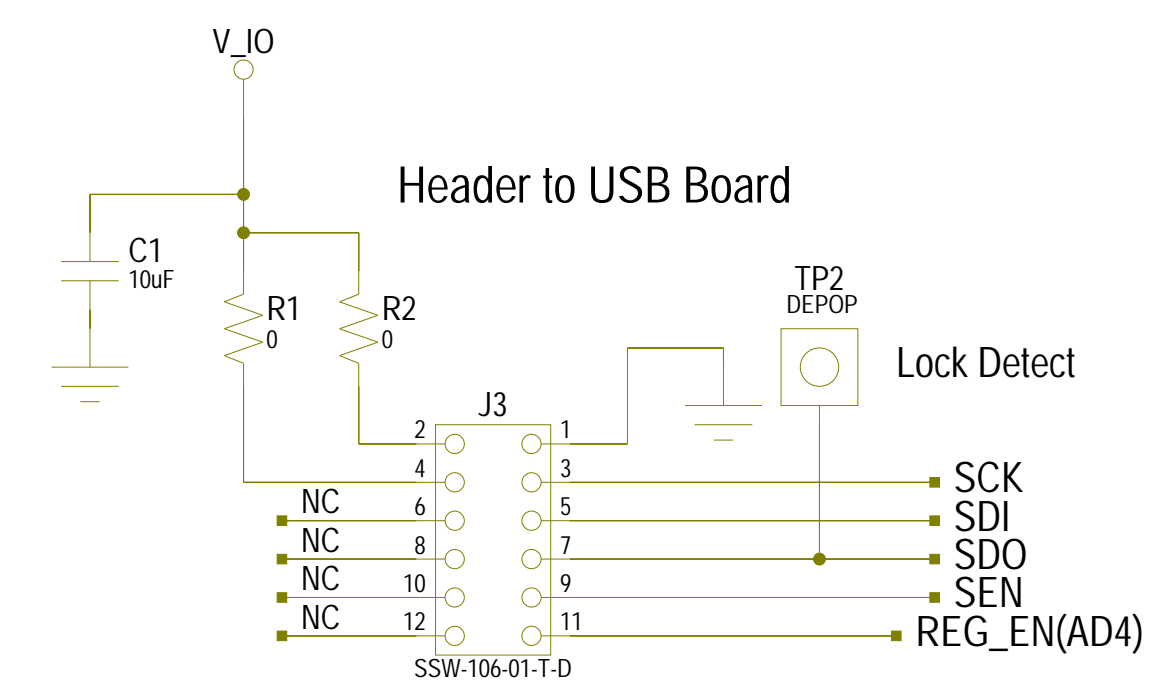 V_IO
Header to USB Board
C1
10uF
R1
0
R2
0
TP2
DEPOP
Lock Detect
J3
2 1
4 3 SCK
NC 6 5 SDI
NC 8 7 SDO
NC 10 9 SEN
NC 12 11 REG_EN(AD4)
SSW-106-01-T-D